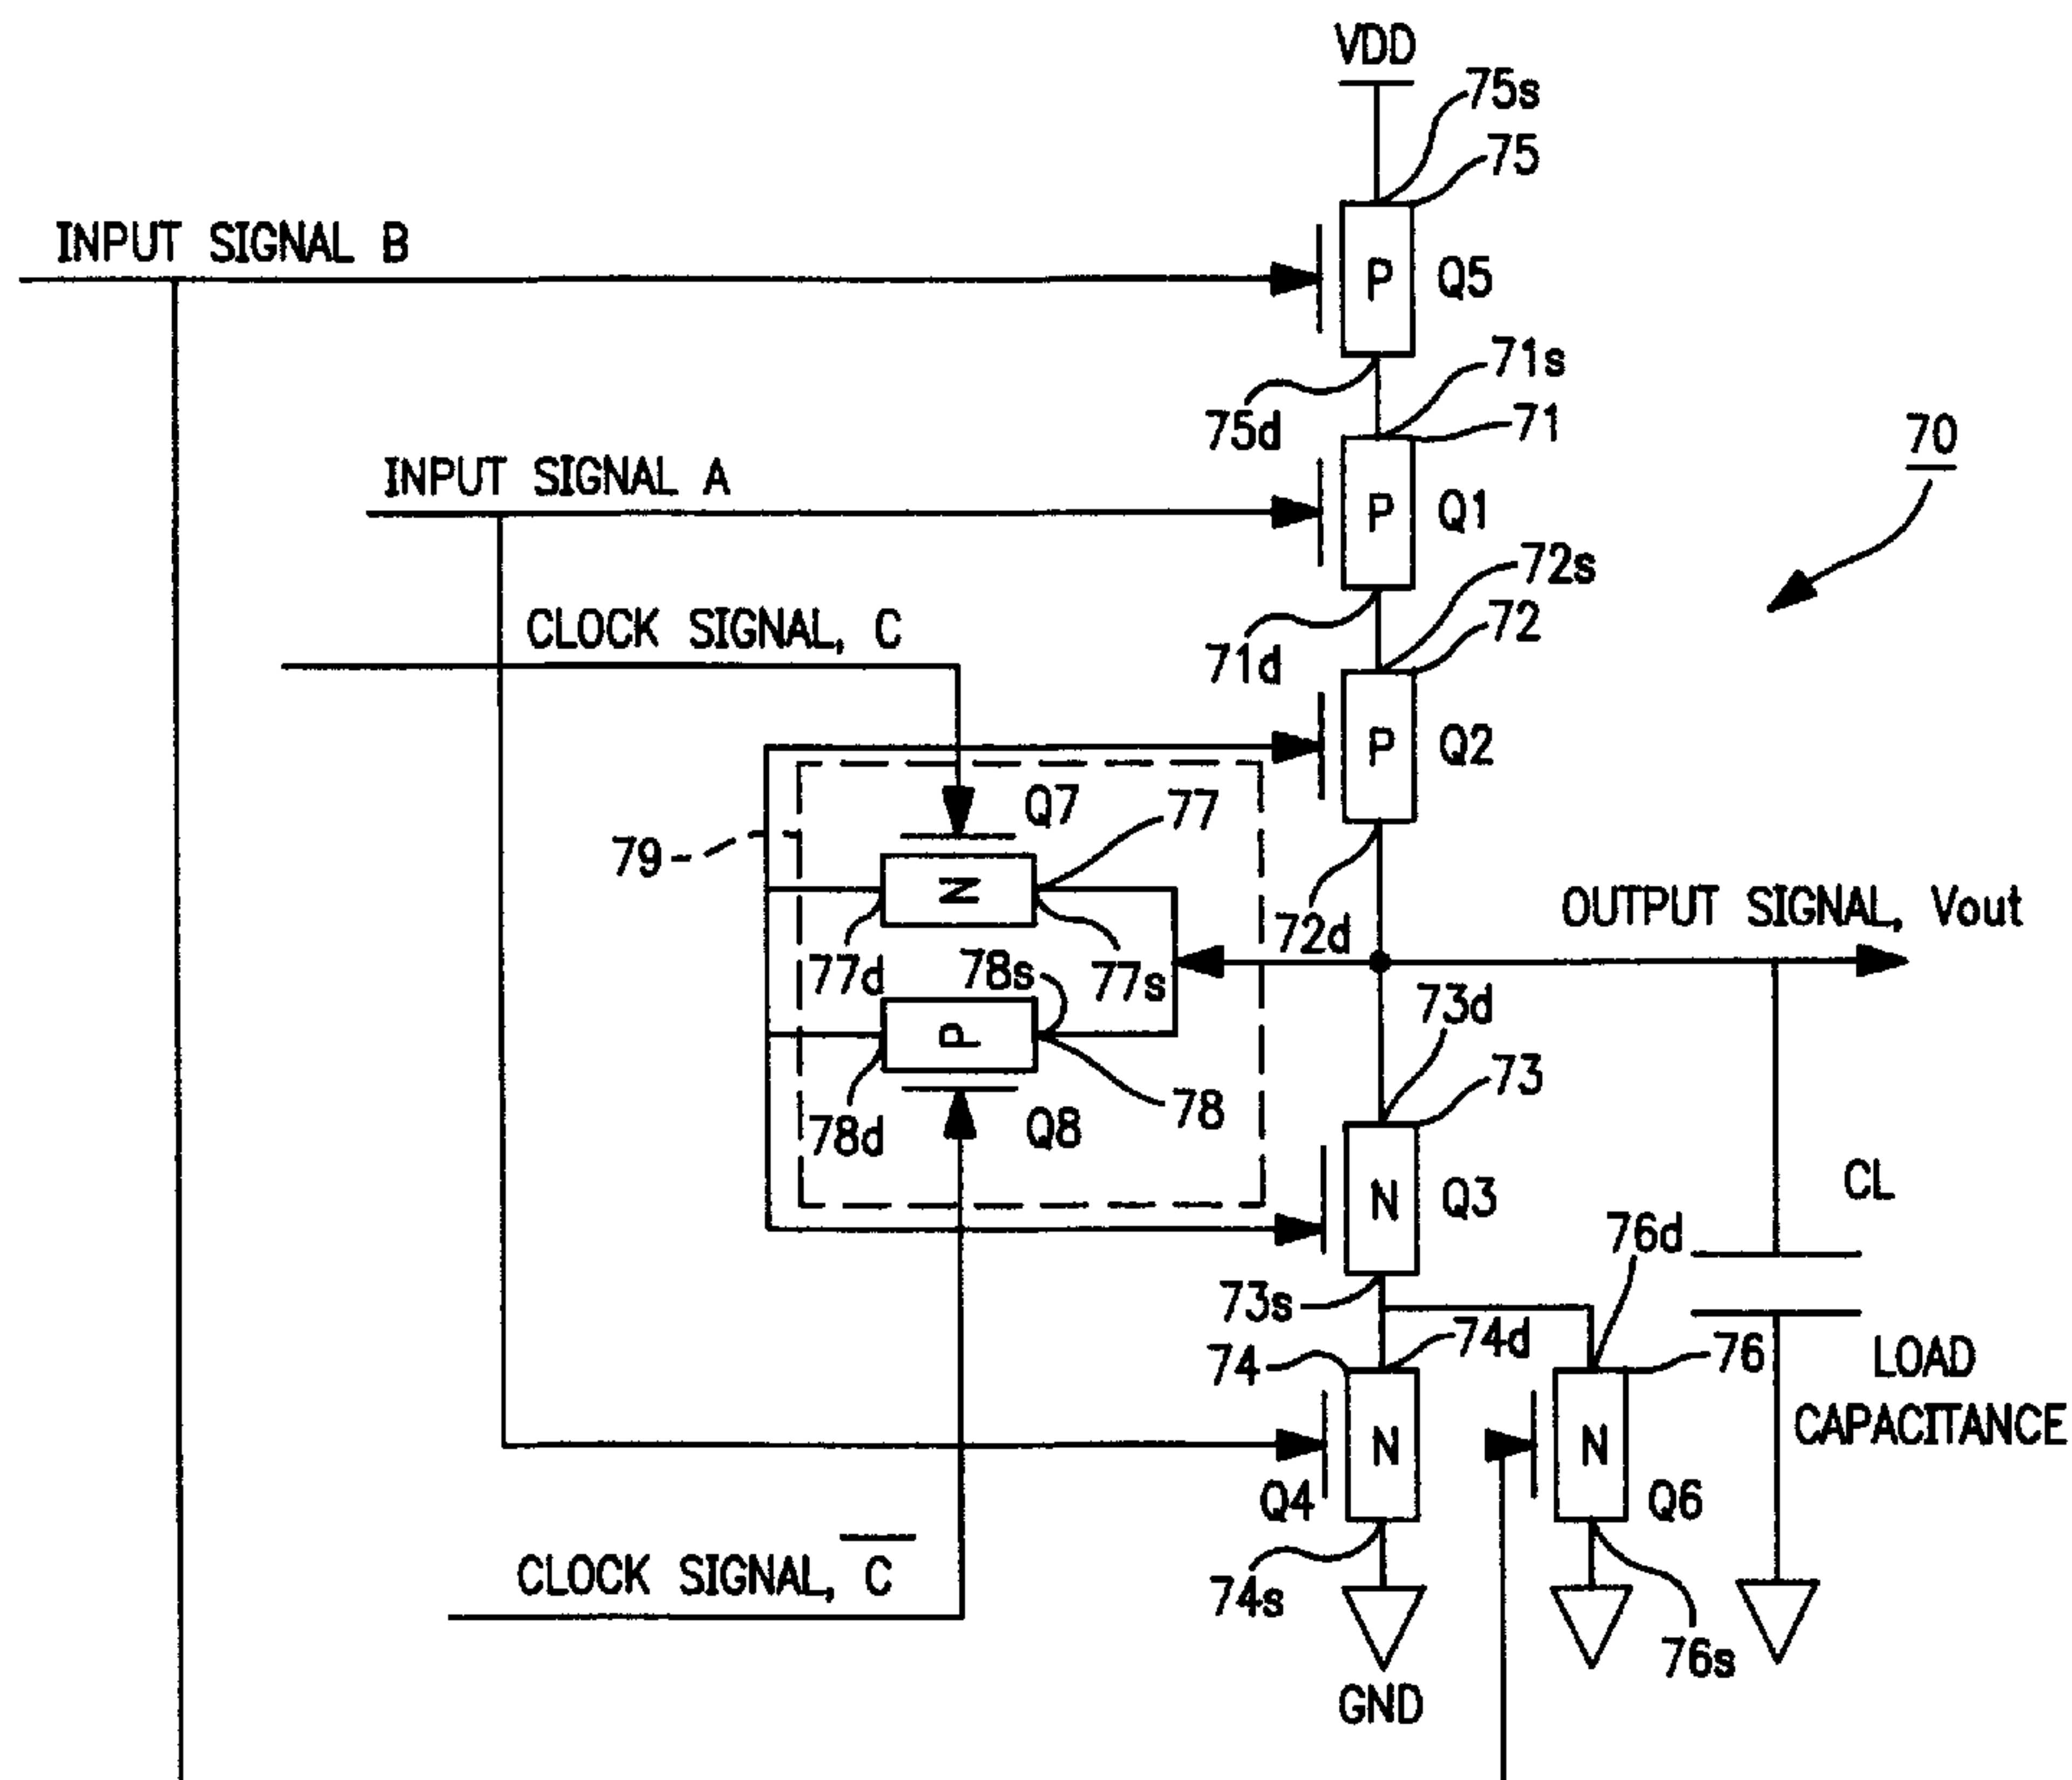 VDD
75s
75
INPUT SIGNAL B
P
Q5
71s
75d
71
70
INPUT SIGNAL A
P
Q1
72s
CLOCK SIGNAL, C
72
71d
P
Q2
Q7
77
79
N
OUTPUT SIGNAL, Vout
72d
77d
78s
77s
73d
P
73
78
78d
Q8
N
Q3
CL
76d
73s
74
74d
76
LOAD
CAPACITANCE
N
N
Q4
Q6
CLOCK SIGNAL, C̅
74s
76s
GND